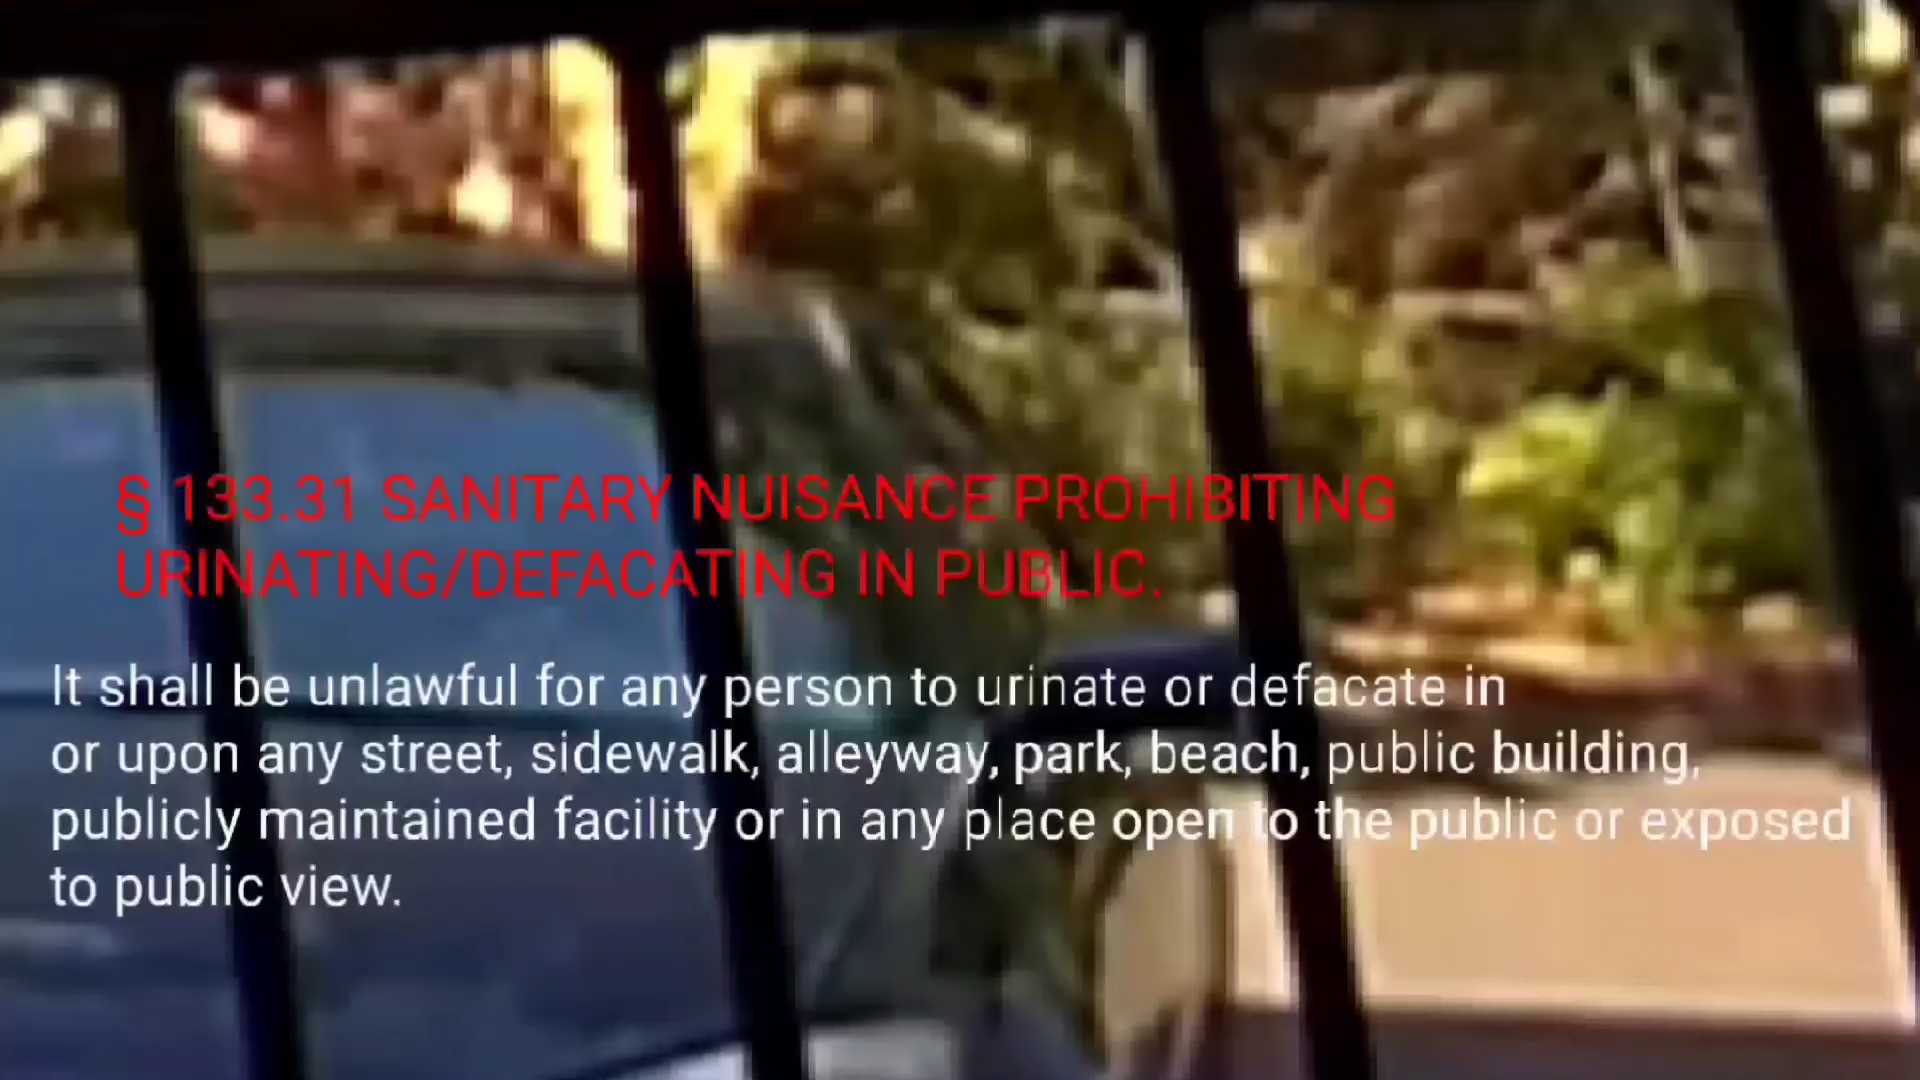 § 133.31 SANITARY NUISANCE PROHIBITING
URINATING/DEFACATING IN PUBLIC.
It shall be unlawful for any person to urinate or defacate in
or upon any street, sidewalk, alleyway, park, beach, public building,
publicly maintained facility or in any place open to the public or exposed
to public view.